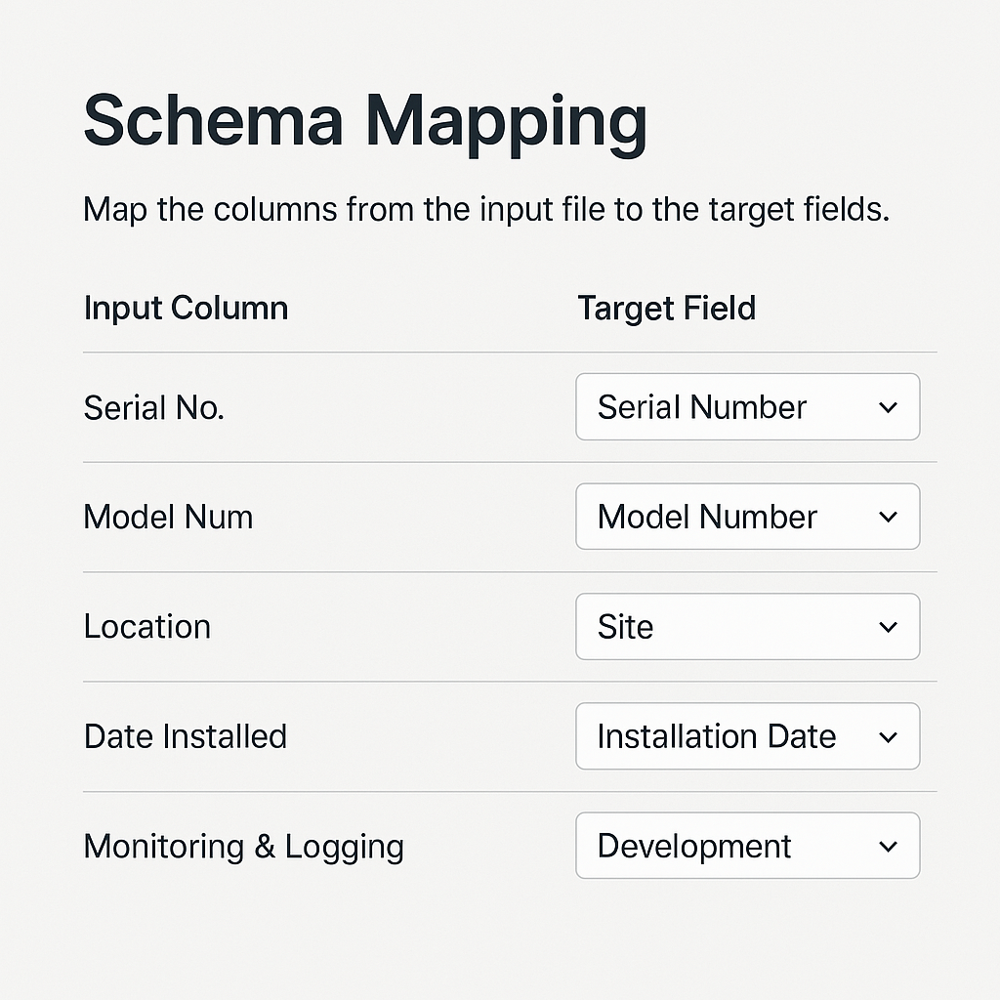 Schema Mapping
Map the columns from the input file to the target fields.
Input Column Target Field
Serial No. Serial Number
Model Num Model Number
Location Site
Date Installed Installation Date
Monitoring & Logging Development